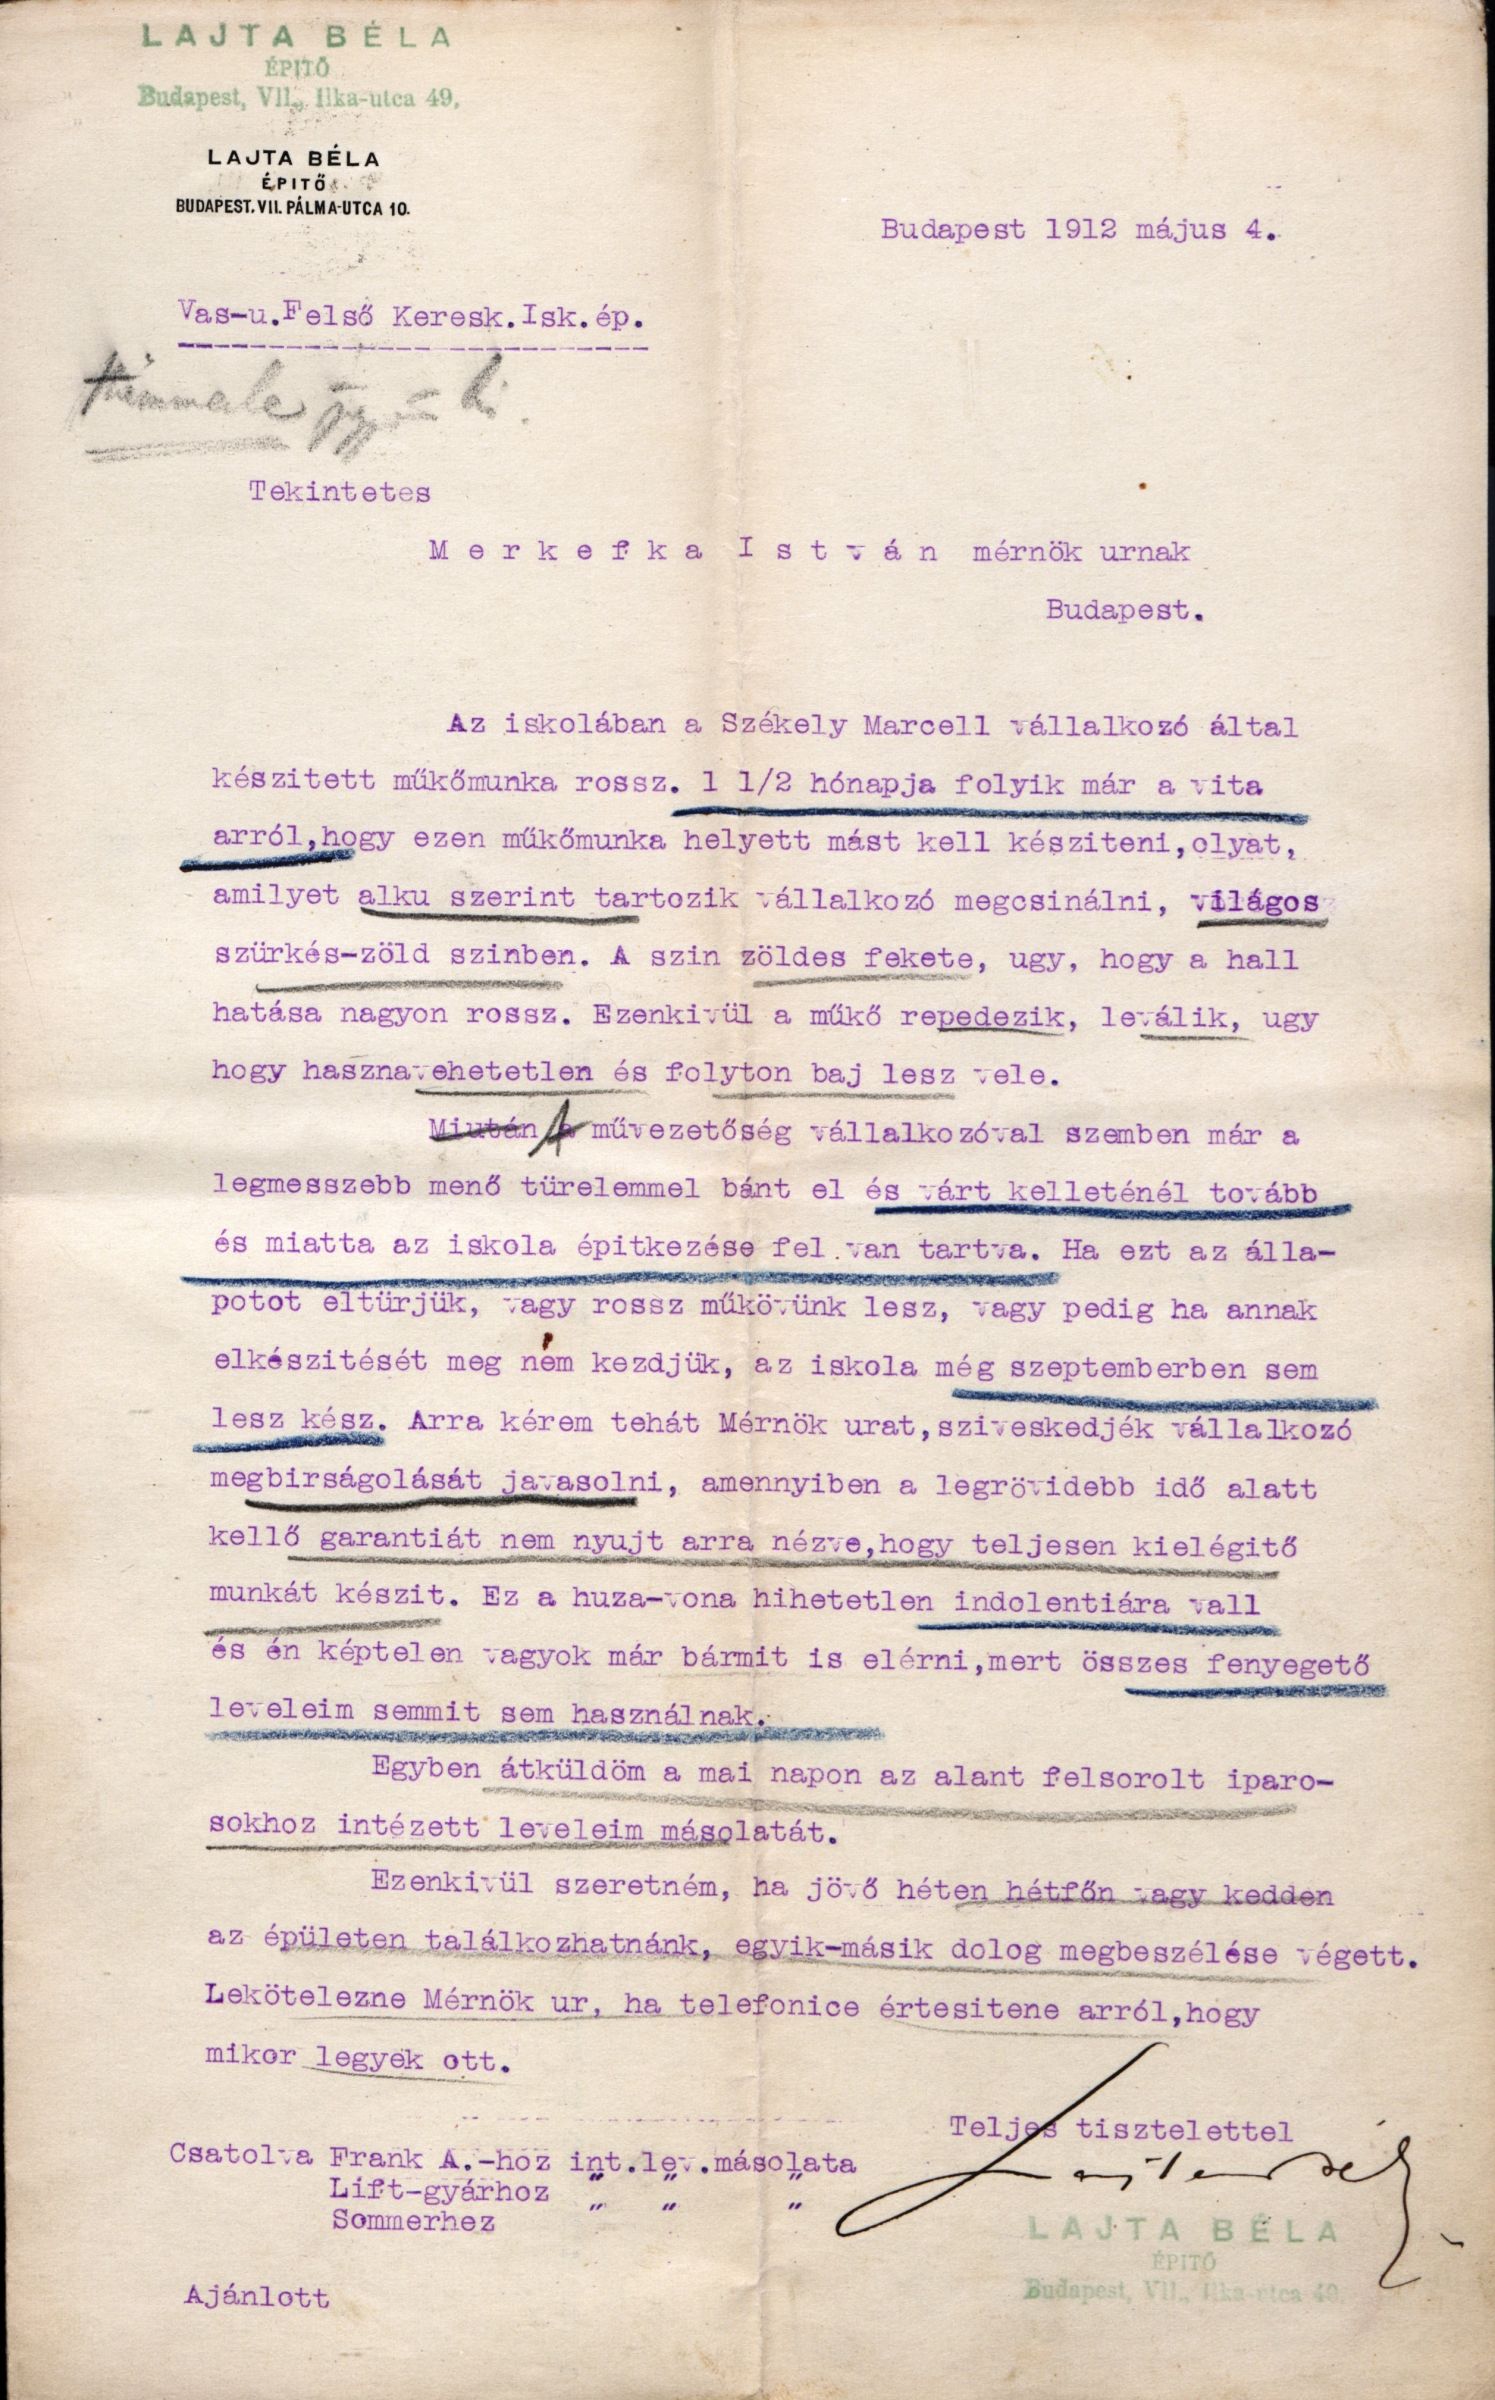 LAJTA BÉLA
ÉPITŐ
Budapest, VII., Ilka-utca 49.
LAJTA BÉLA
ÉPITŐ
BUDAPEST. VII. PÁLMA-UTCA 10.
Budapest 1912 május 4.
Vas-u.Felső Keresk.Isk.ép.
Tekintetes
M e r k e f k a I s t v á n mérnök urnak
Budapest.
Az iskolában a Székely Marcell vállalkozó által
készitett műkőmunka rossz. 1 1/2 hónapja folyik már a vita
arról,hogy ezen műkőmunka helyett mást kell késziteni,olyat,
amilyet alku szerint tartozik vállalkozó megcsinálni, világos
szürkés-zöld szinben. A szin zöldes fekete, ugy, hogy a hall
hatása nagyon rossz. Ezenkivül a műkő repedezik, leválik, ugy
hogy hasznavehetetlen és folyton baj lesz vele.
Miután A művezetőség vállalkozóval szemben már a
legmesszebb menő türelemmel bánt el és várt kelleténél tovább
és miatta az iskola épitkezése fel van tartva. Ha ezt az álla-
potot eltürjük, vagy rossz műkövünk lesz, vagy pedig ha annak
elkészitését meg ném kezdjük, az iskola még szeptemberben sem
lesz kész. Arra kérem tehát Mérnök urat,sziveskedjék vállalkozó
megbirságolását javasolni, amennyiben a legrövidebb idő alatt
kellő garantiát nem nyujt arra nézve,hogy teljesen kielégitő
munkát készit. Ez a huza-vona hihetetlen indolentiára vall
és én képtelen vagyok már bármit is elérni,mert összes fenyegető
leveleim semmit sem használnak.
Egyben átküldöm a mai napon az alant felsorolt iparo-
sokhoz intézett leveleim másolatát.
Ezenkivül szeretném, ha jövő héten hétfőn vagy kedden
az épületen találkozhatnánk, egyik-másik dolog megbeszélése végett.
Lekötelezne Mérnök ur, ha telefonice értesitene arról,hogy
mikor legyek ott.
Teljes tisztelettel
Lajta Béla
Csatolva Frank A.-hoz int.lev.másolata
Lift-gyárhoz " " "
Sommerhez " " "
LAJTA BÉLA
ÉPITŐ
Budapest, VII., Ilka-utca 49.
Ajánlott